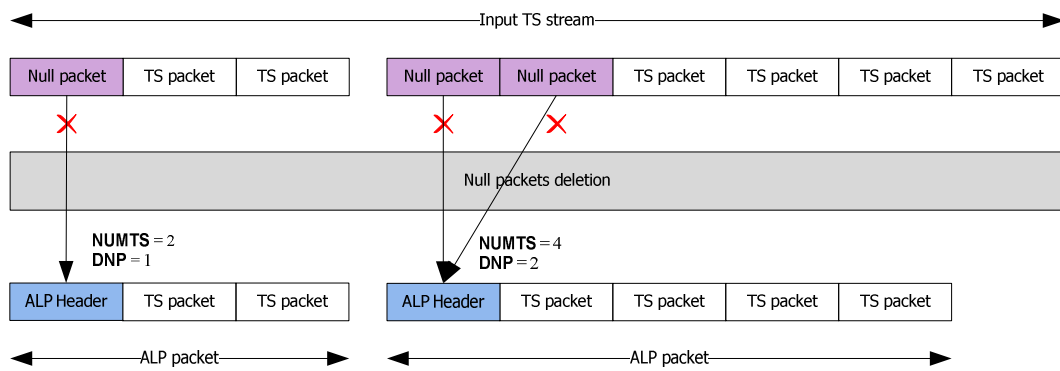 Input TS stream
Null packet TS packet TS packet Null packet Null packet TS packet TS packet TS packet TS packet
Null packets deletion
NUMTS = 2 NUMTS = 4
DNP = 1 DNP = 2
ALP Header TS packet TS packet ALP Header TS packet TS packet TS packet TS packet
ALP packet ALP packet